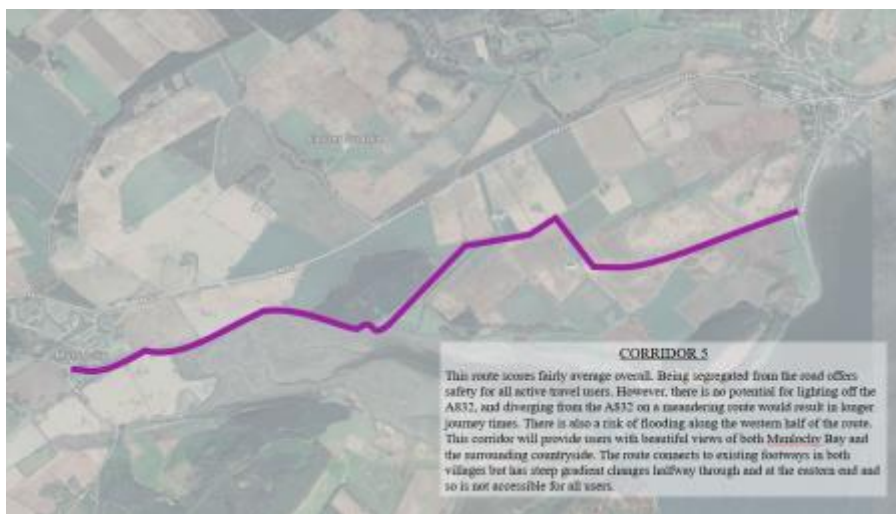 CORRIDOR 5
This route scores fairly average overall. Being segregated from the road offers
safety for all active travel users. However, there is no potential for lighting off the
A832, and diverging from the A832 on a meandering route would result in longer
journey times. There is also a risk of flooding along the western half of the route.
This corridor will provide users with beautiful views of both Munlochy Bay and
the surrounding countryside. The route connects to existing footways in both
villages but has steep gradient changes halfway through and at the eastern end and
so is not accessible for all users.